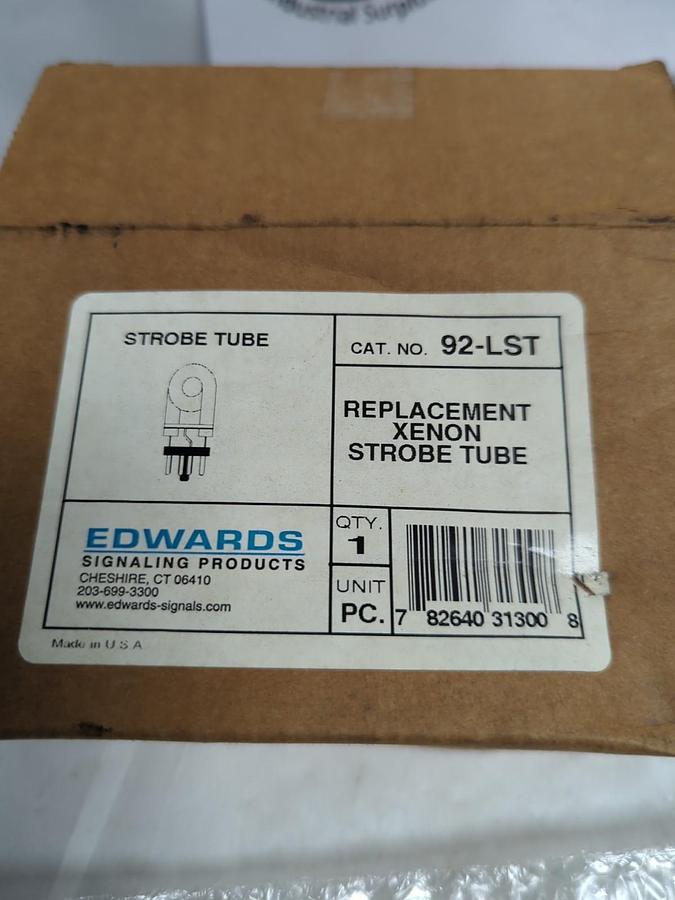 STROBE TUBE
CAT. NO. 92-LST
REPLACEMENT
XENON
STROBE TUBE
EDWARDS
SIGNALING PRODUCTS
CHESHIRE, CT 06410
203-699-3300
www.edwards-signals.com
QTY.
1
UNIT
PC.
7 82640 31300 8
Made in U S A